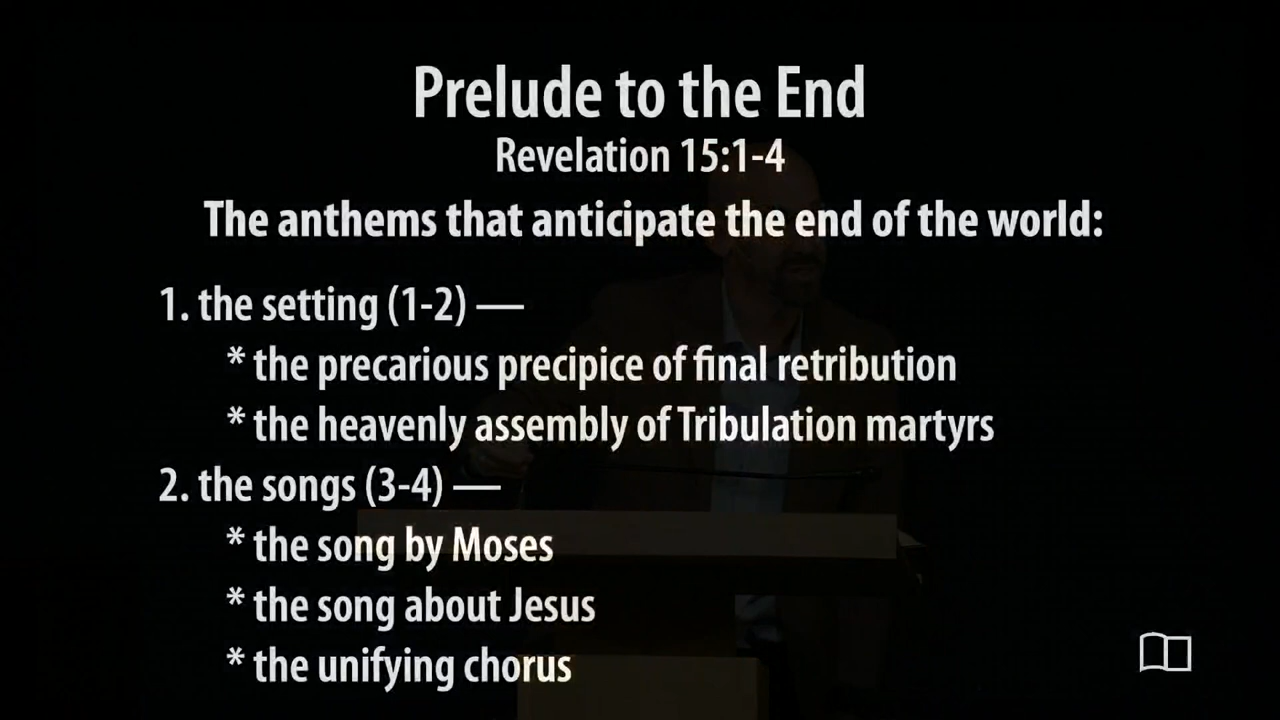 Prelude to the End
Revelation 15:1-4
The anthems that anticipate the end of the world:
1. the setting (1-2) —
* the precarious precipice of final retribution
* the heavenly assembly of Tribulation martyrs
2. the songs (3-4) —
* the song by Moses
* the song about Jesus
* the unifying chorus